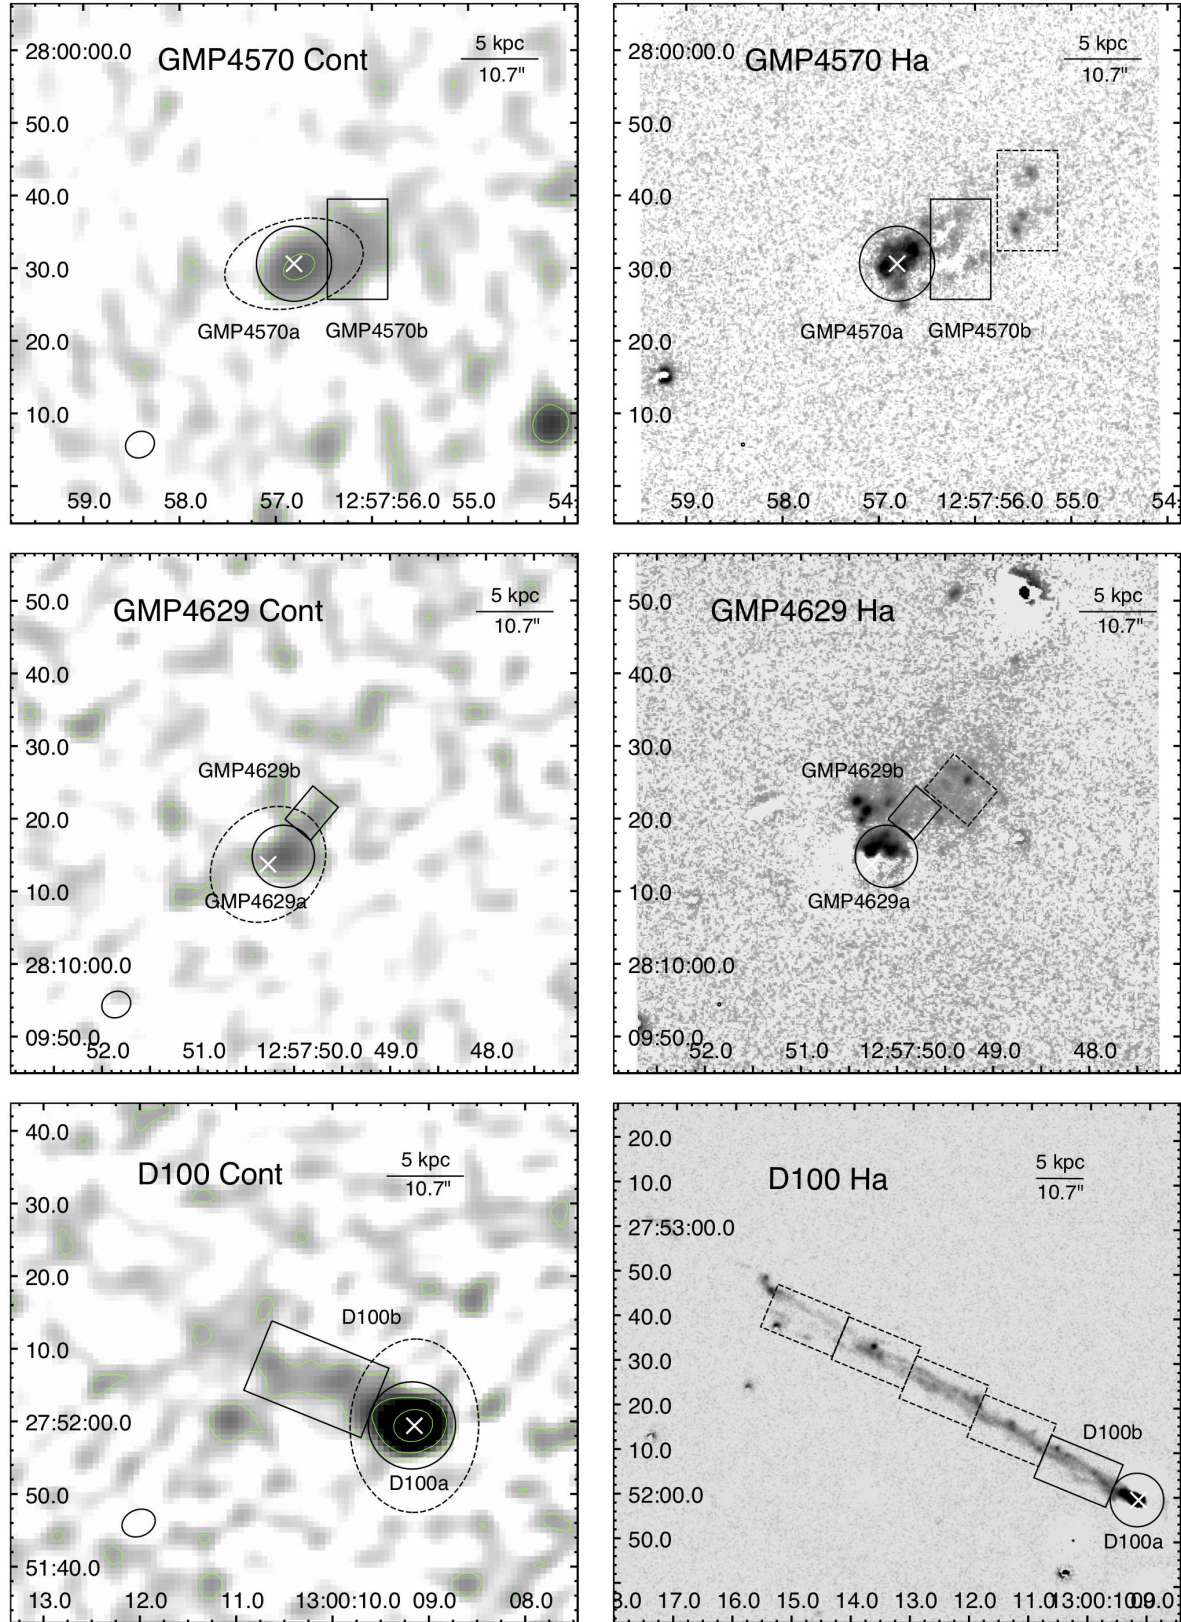 GMP4570 Cont
5 kpc
10.7"
28:00:00.0
50.0
40.0
30.0
20.0
10.0
GMP4570a
GMP4570b
59.0 58.0 57.0 12:57:56.0 55.0 54.
GMP4570 Ha
5 kpc
10.7"
28:00:00.0
50.0
40.0
30.0
20.0
10.0
GMP4570a
GMP4570b
59.0 58.0 57.0 12:57:56.0 55.0 54.
GMP4629 Cont
5 kpc
10.7"
50.0
40.0
30.0
20.0
10.0
28:10:00.0
09:50.0
GMP4629b
GMP4629a
52.0 51.0 12:57:50.0 49.0 48.0
GMP4629 Ha
5 kpc
10.7"
50.0
40.0
30.0
20.0
10.0
28:10:00.0
09:50.0
GMP4629b
GMP4629a
52.0 51.0 12:57:50.0 49.0 48.0
D100 Cont
5 kpc
10.7"
40.0
30.0
20.0
10.0
27:52:00.0
50.0
51:40.0
D100b
D100a
13.0 12.0 11.0 13:00:10.0 09.0 08.0
D100 Ha
5 kpc
10.7"
20.0
10.0
27:53:00.0
50.0
40.0
30.0
20.0
10.0
52:00.0
50.0
D100b
D100a
8.0 17.0 16.0 15.0 14.0 13.0 12.0 11.0 13:00:10.0 09.0